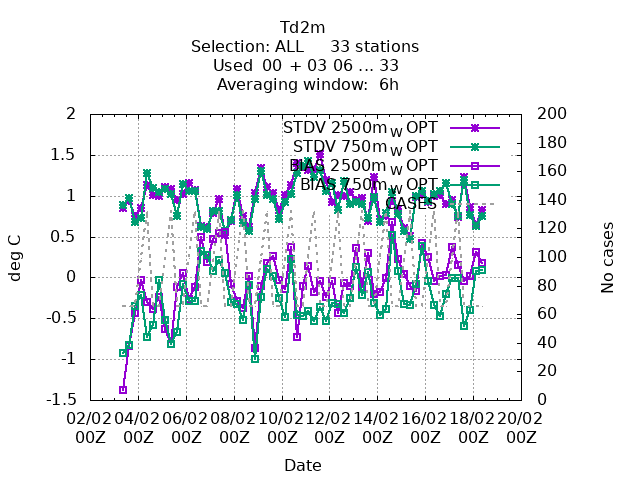 Td2m
Selection: ALL 33 stations
Used 00 + 03 06 ... 33
Averaging window: 6h
STDV 2500m W OPT
STDV 750m W OPT
BIAS 2500m W OPT
BIAS 750m W OPT
CASES
2
1.5
1
0.5
0
-0.5
-1
-1.5
deg C
200
180
160
140
120
100
80
60
40
20
0
No cases
02/02 04/02 06/02 08/02 10/02 12/02 14/02 16/02 18/02 20/02
00Z 00Z 00Z 00Z 00Z 00Z 00Z 00Z 00Z 00Z
Date